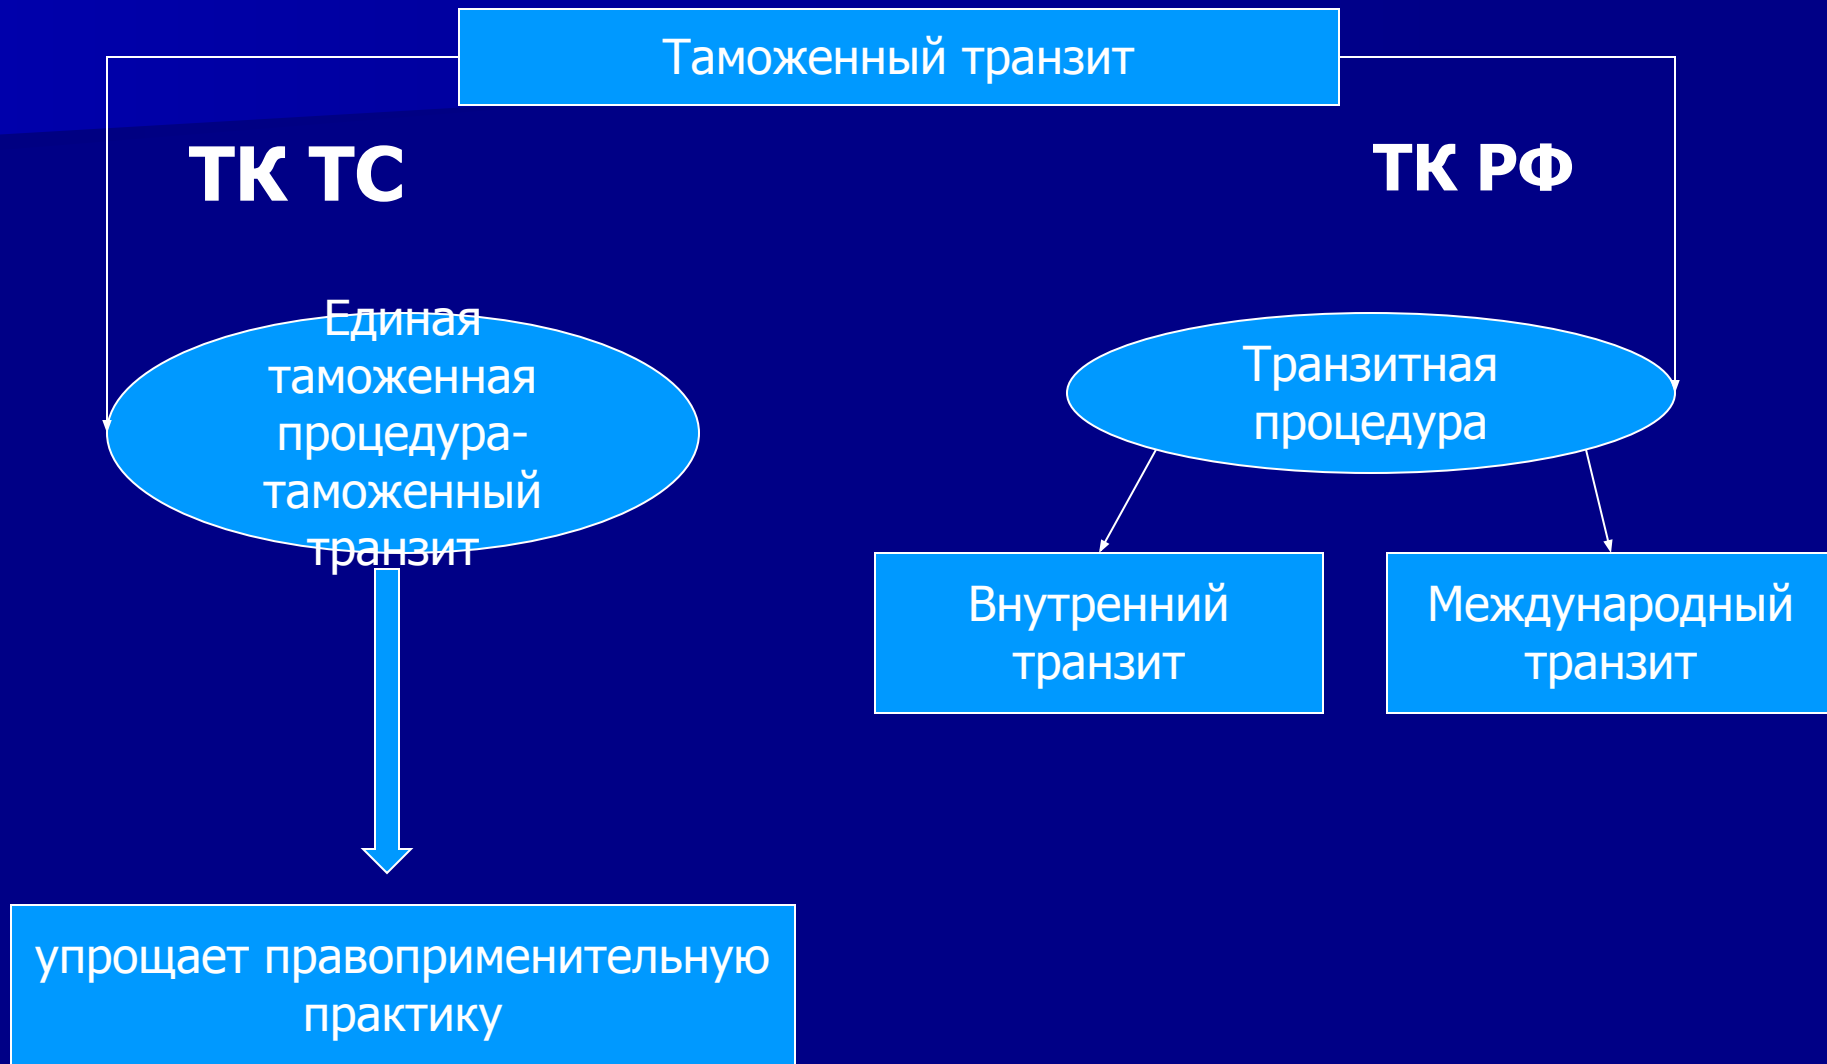 Таможенный транзит
ТК ТС
ТК РФ
Единая
таможенная
процедура-
таможенный
транзит
Транзитная
процедура
Внутренний
транзит
Международный
транзит
упрощает правоприменительную
практику